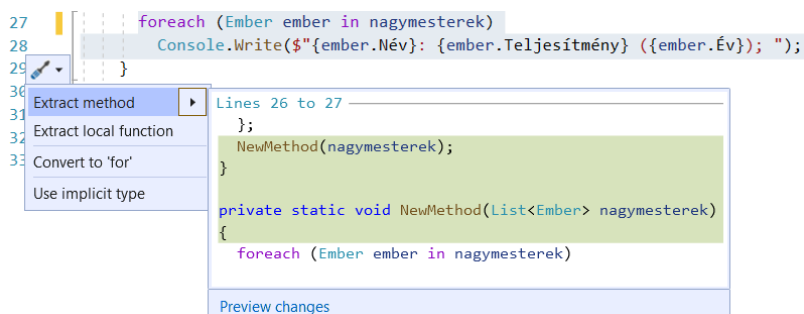 27 foreach (Ember ember in nagymesterek)
28 Console.Write($"{ember.Név}: {ember.Teljesítmény} ({ember.Év}); ");
29 }
30
31
32
33
Extract method
Extract local function
Convert to 'for'
Use implicit type
Lines 26 to 27
};
NewMethod(nagymesterek);
}
private static void NewMethod(List<Ember> nagymesterek)
{
foreach (Ember ember in nagymesterek)
Preview changes